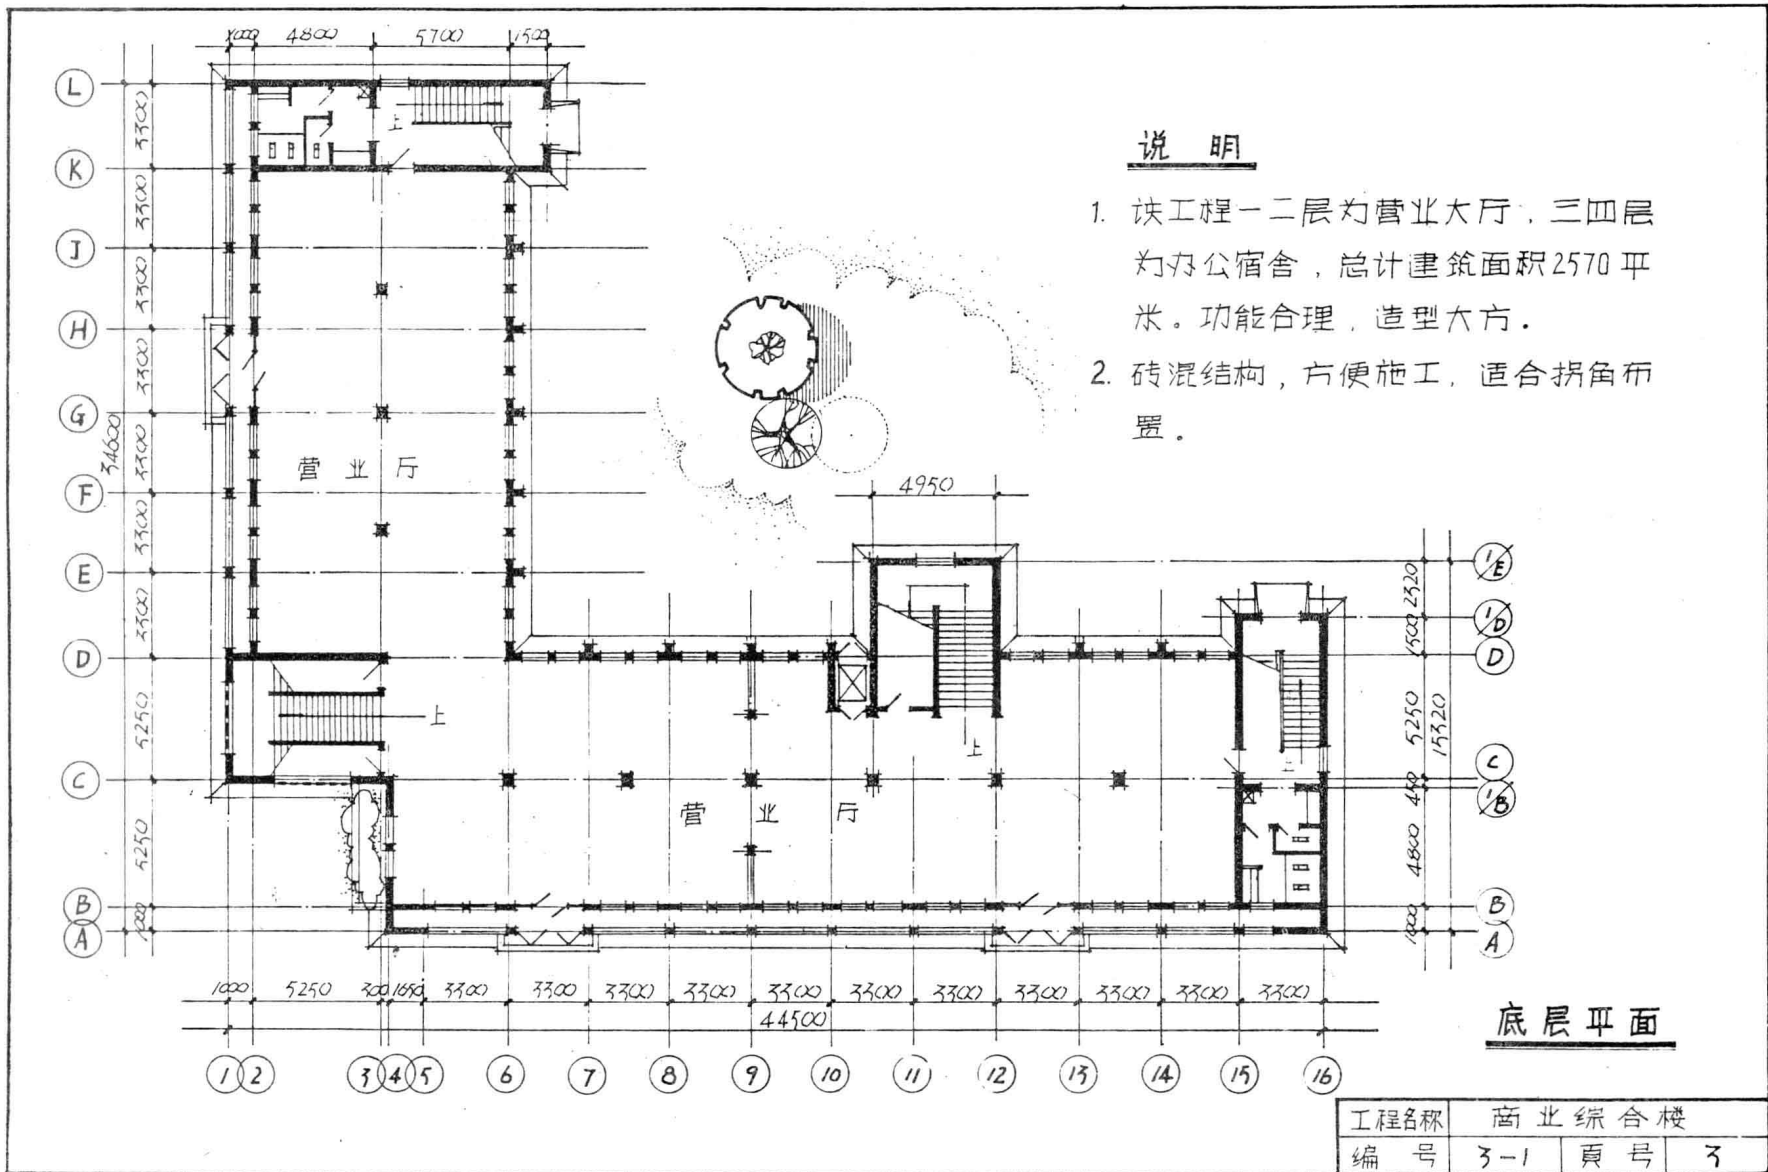 1000 4800 5700 1500
L
K
J
H
G
F
E
D
C
B
A
3300
3300
3300
3300
3300
3300
3300
5250
5250
1000
34600
上
营业厅
上
营业厅
上
上
4950
说 明
1. 该工程一二层为营业大厅，三四层
为办公宿舍，总计建筑面积2570平
米。功能合理，造型大方.
2. 砖混结构，方便施工，适合拐角布
置。
1/E
1/D
D
C
1/B
B
A
2320
1500
5250
450
4800
1000
15320
1000 5250 300 1650 3300 3300 3300 3300 3300 3300 3300 3300 3300 3300 3300
44500
1 2 3 4 5 6 7 8 9 10 11 12 13 14 15 16
底层平面
工程名称 商业综合楼
编号 3-1 頁号 3